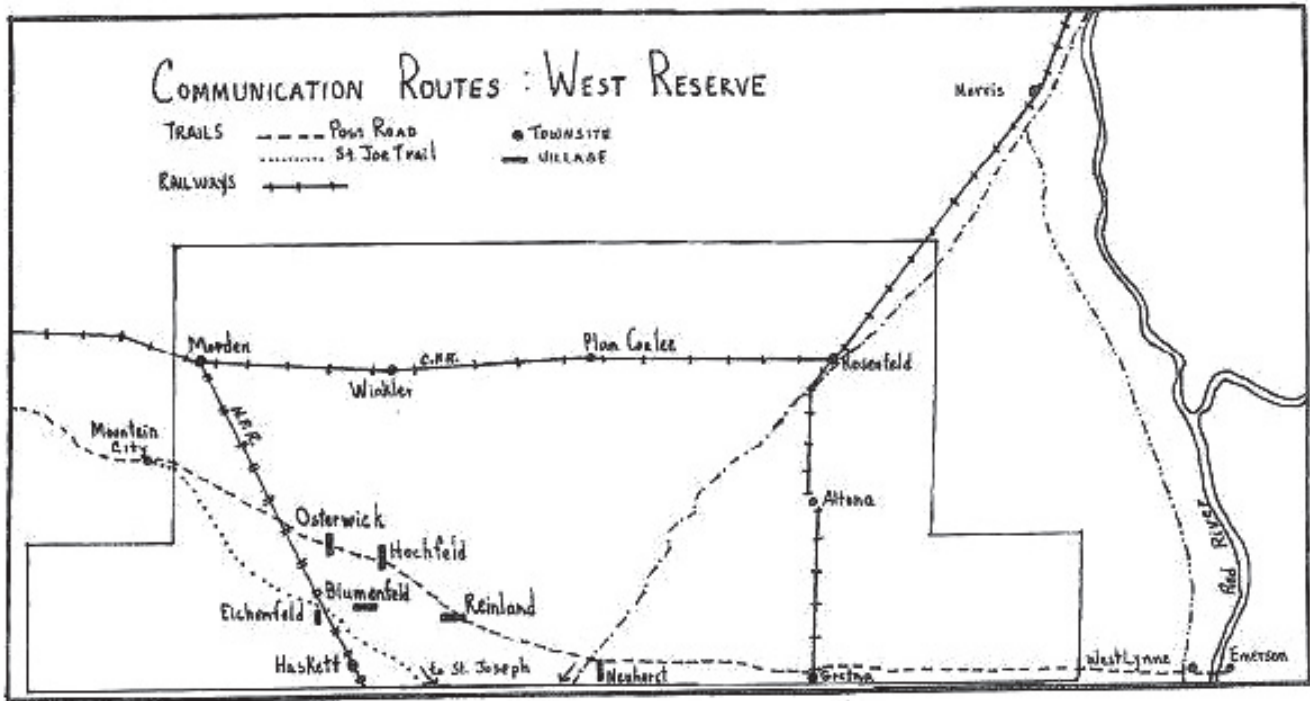 COMMUNICATION ROUTES : WEST RESERVE
TRAILS
POST ROAD
St. Joe Trail
RAILWAYS
TOWNSITE
VILLAGE
Morris
Morden
Winkler
C.P.R.
Plum Coulee
Rosenfeld
N.P.R.
Mountain
City
Altona
Osterwick
Hochfeld
Blumenfeld
Eichenfeld
Reinland
Haskett
to St. Joseph
Neuhorst
Gretna
West Lynne
Emerson
Red River